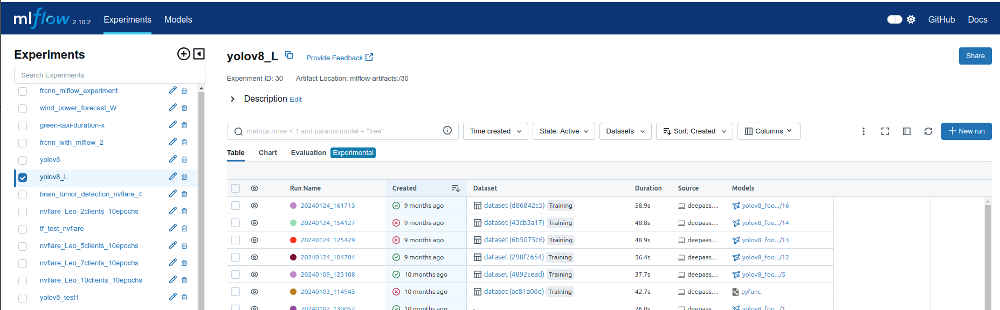 mlflow 2.10.2 Experiments Models GitHub Docs
Experiments
Search Experiments
frcnn_mlflow_experiment
wind_power_forecast_W
green-taxi-duration-x
frcnn_with_mlflow_2
yolov8
yolov8_L
brain_tumor_detection_nvflare_4
nvflare_Leo_2clients_10epochs
tf_test_nvflare
nvflare_Leo_5clients_10epochs
nvflare_Leo_7clients_10epochs
nvflare_Leo_10clients_10epochs
yolov8_test1
yolov8_L Provide Feedback Share
Experiment ID: 30 Artifact Location: mlflow-artifacts:/30
Description Edit
metrics.rmse < 1 and params.model = "tree" Time created State: Active Datasets Sort: Created Columns New run
Table Chart Evaluation Experimental
Run Name Created Dataset Duration Source Models
20240124_161713 9 months ago dataset (d86842c5) Training 58.9s deepaas... yolov8_foo.../16
20240124_154127 9 months ago dataset (43cb3a17) Training 48.8s deepaas... yolov8_foo.../14
20240124_125429 9 months ago dataset (6b5075c6) Training 48.9s deepaas... yolov8_foo.../13
20240124_104704 9 months ago dataset (298f2654) Training 56.4s deepaas... yolov8_foo.../12
20240109_123108 10 months ago dataset (4892cead) Training 37.7s deepaas... yolov8_foo.../5
20240103_114943 10 months ago dataset (ac81a06d) Training 42.7s deepaas... pyfunc
20240102_130052 10 months ago - 26.0s deepaas... yolov8_foo.../1